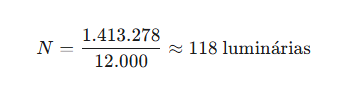 N = 1.413.278 / 12.000 ≈ 118 luminárias